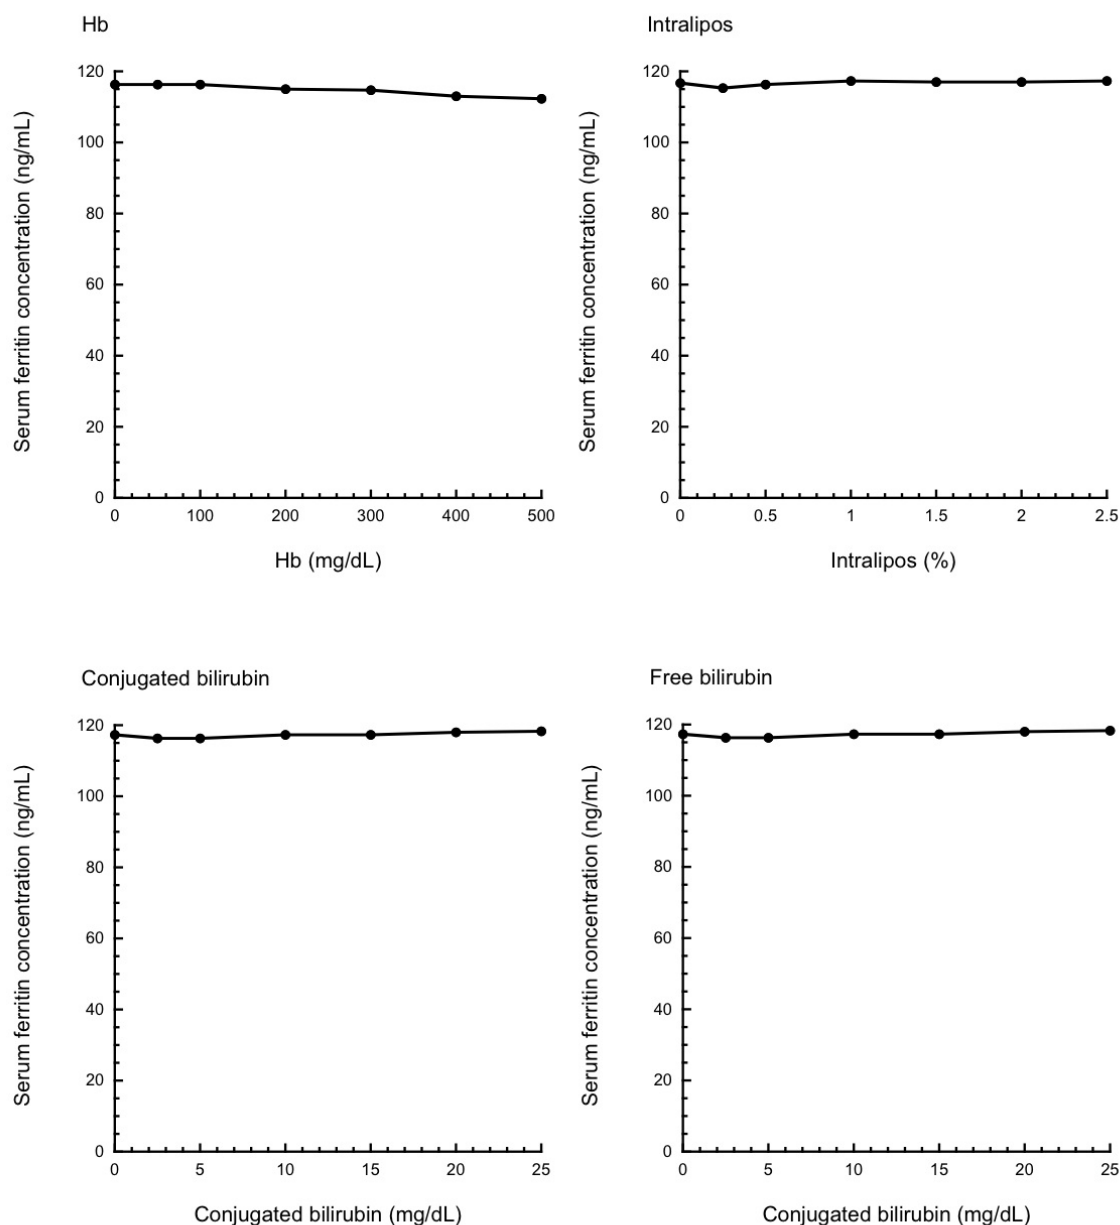 Hb
Serum ferritin concentration (ng/mL)
120
100
80
60
40
20
0
0 100 200 300 400 500
Hb (mg/dL)
Intralipos
Serum ferritin concentration (ng/mL)
120
100
80
60
40
20
0
0 0.5 1 1.5 2 2.5
Intralipos (%)
Conjugated bilirubin
Serum ferritin concentration (ng/mL)
120
100
80
60
40
20
0
0 5 10 15 20 25
Conjugated bilirubin (mg/dL)
Free bilirubin
Serum ferritin concentration (ng/mL)
120
100
80
60
40
20
0
0 5 10 15 20 25
Conjugated bilirubin (mg/dL)